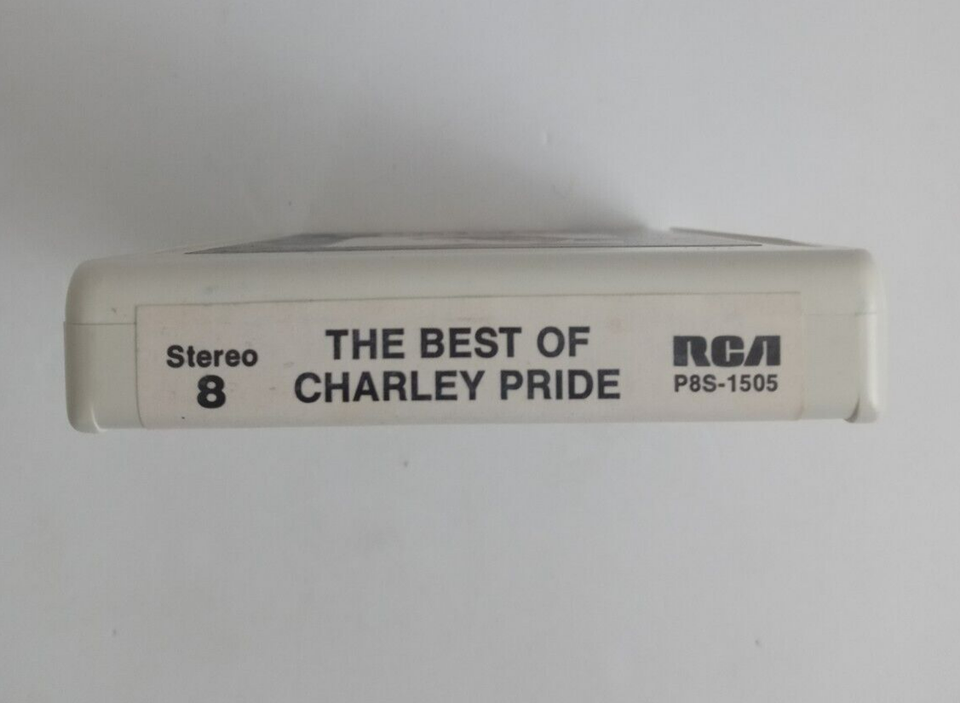 Stereo
8
THE BEST OF
CHARLEY PRIDE
RCA
P8S-1505